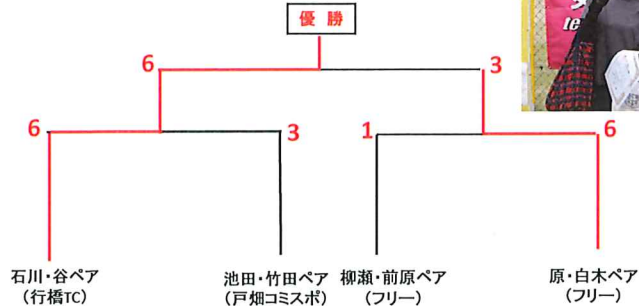 優勝
6
3
6
3
1
6
石川・谷ペア
(行橋TC)
池田・竹田ペア
(戸畑コミスポ)
柳瀬・前原ペア
(フリー)
原・白木ペア
(フリー)